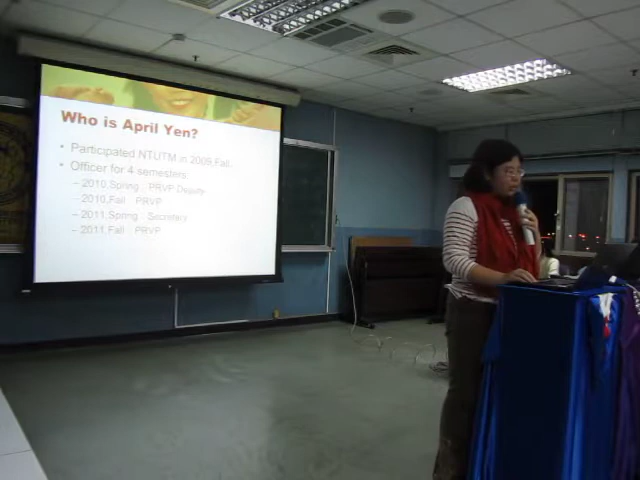 Who is April Yen?
• Participated NTUTM in 2009.Fall.
• Officer for 4 semesters
– 2010.Spring : PRVP Deputy
– 2010.Fall : PRVP
– 2011.Spring : Secretary
– 2011.Fall : PRVP